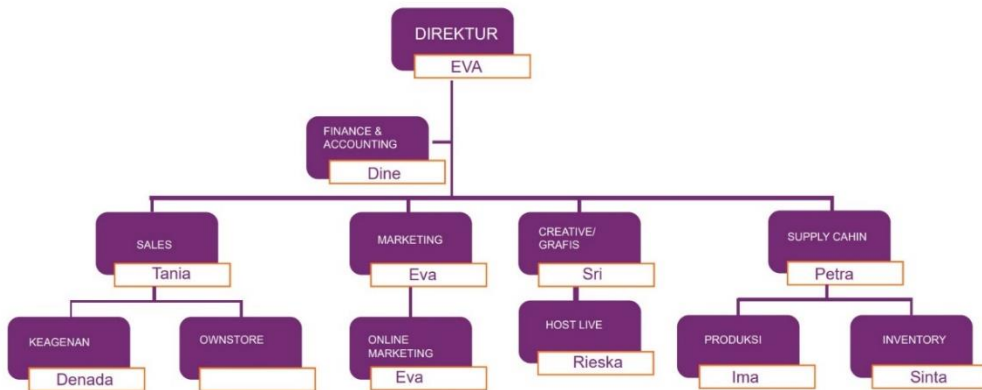 DIREKTUR
EVA
FINANCE &
ACCOUNTING
Dine
SALES
Tania
MARKETING
Eva
CREATIVE/
GRAFIS
Sri
SUPPLY CAHIN
Petra
KEAGENAN
Denada
OWNSTORE
ONLINE
MARKETING
Eva
HOST LIVE
Rieska
PRODUKSI
Ima
INVENTORY
Sinta